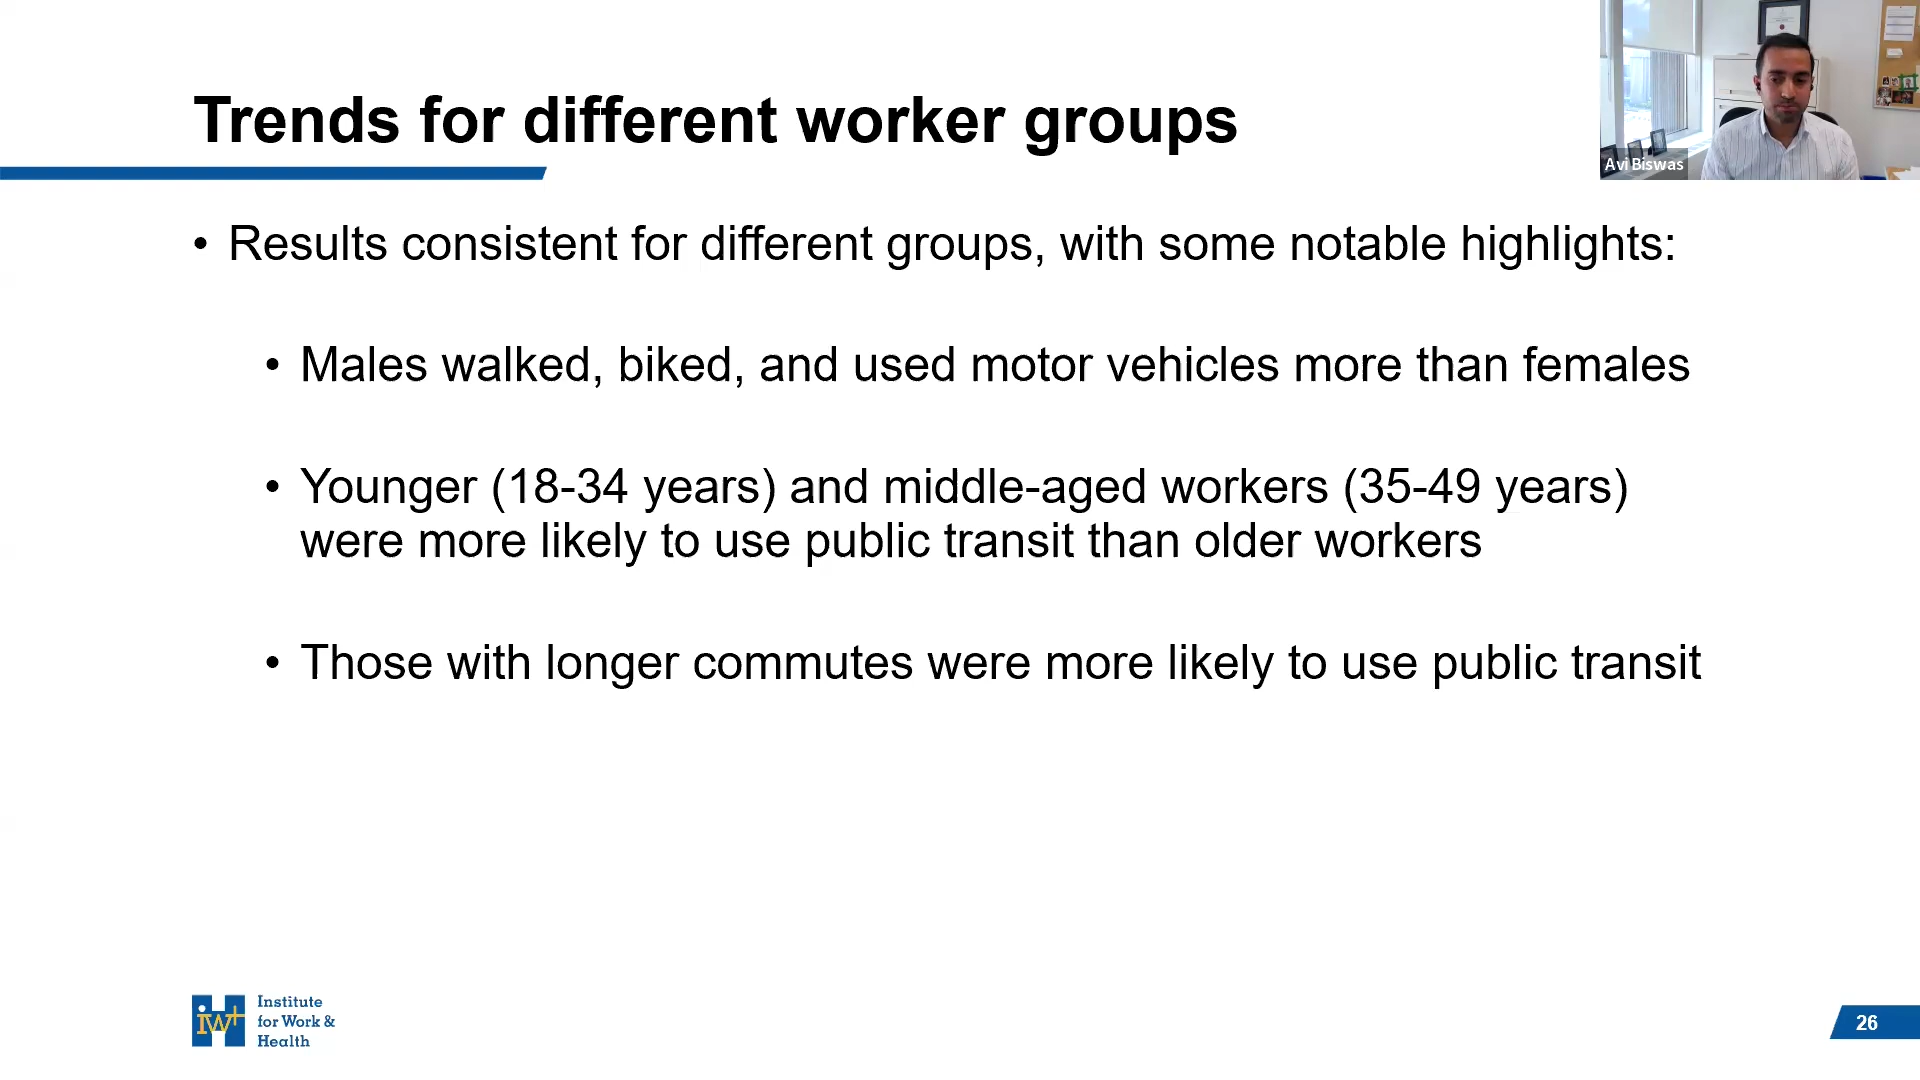 Trends for different worker groups
Avi Biswas
• Results consistent for different groups, with some notable highlights:
• Males walked, biked, and used motor vehicles more than females
• Younger (18-34 years) and middle-aged workers (35-49 years)
were more likely to use public transit than older workers
• Those with longer commutes were more likely to use public transit
iw+
Institute
for Work &
Health
26